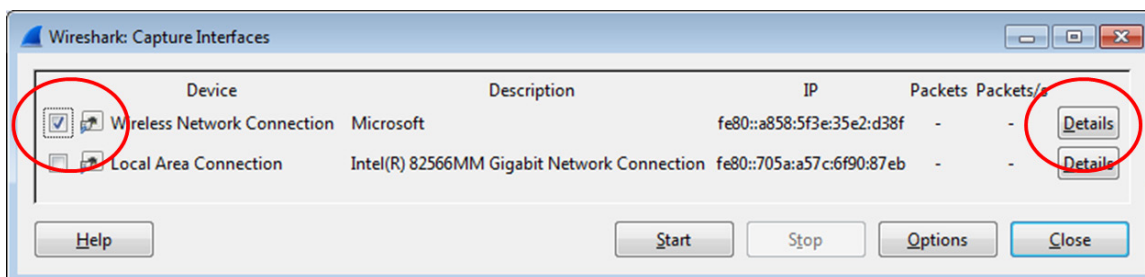 Wireshark: Capture Interfaces
Device Description IP Packets Packets/s
Wireless Network Connection Microsoft fe80::a858:5f3e:35e2:d38f - - Details
Local Area Connection Intel(R) 82566MM Gigabit Network Connection fe80::705a:a57c:6f90:87eb - - Details
Help Start Stop Options Close